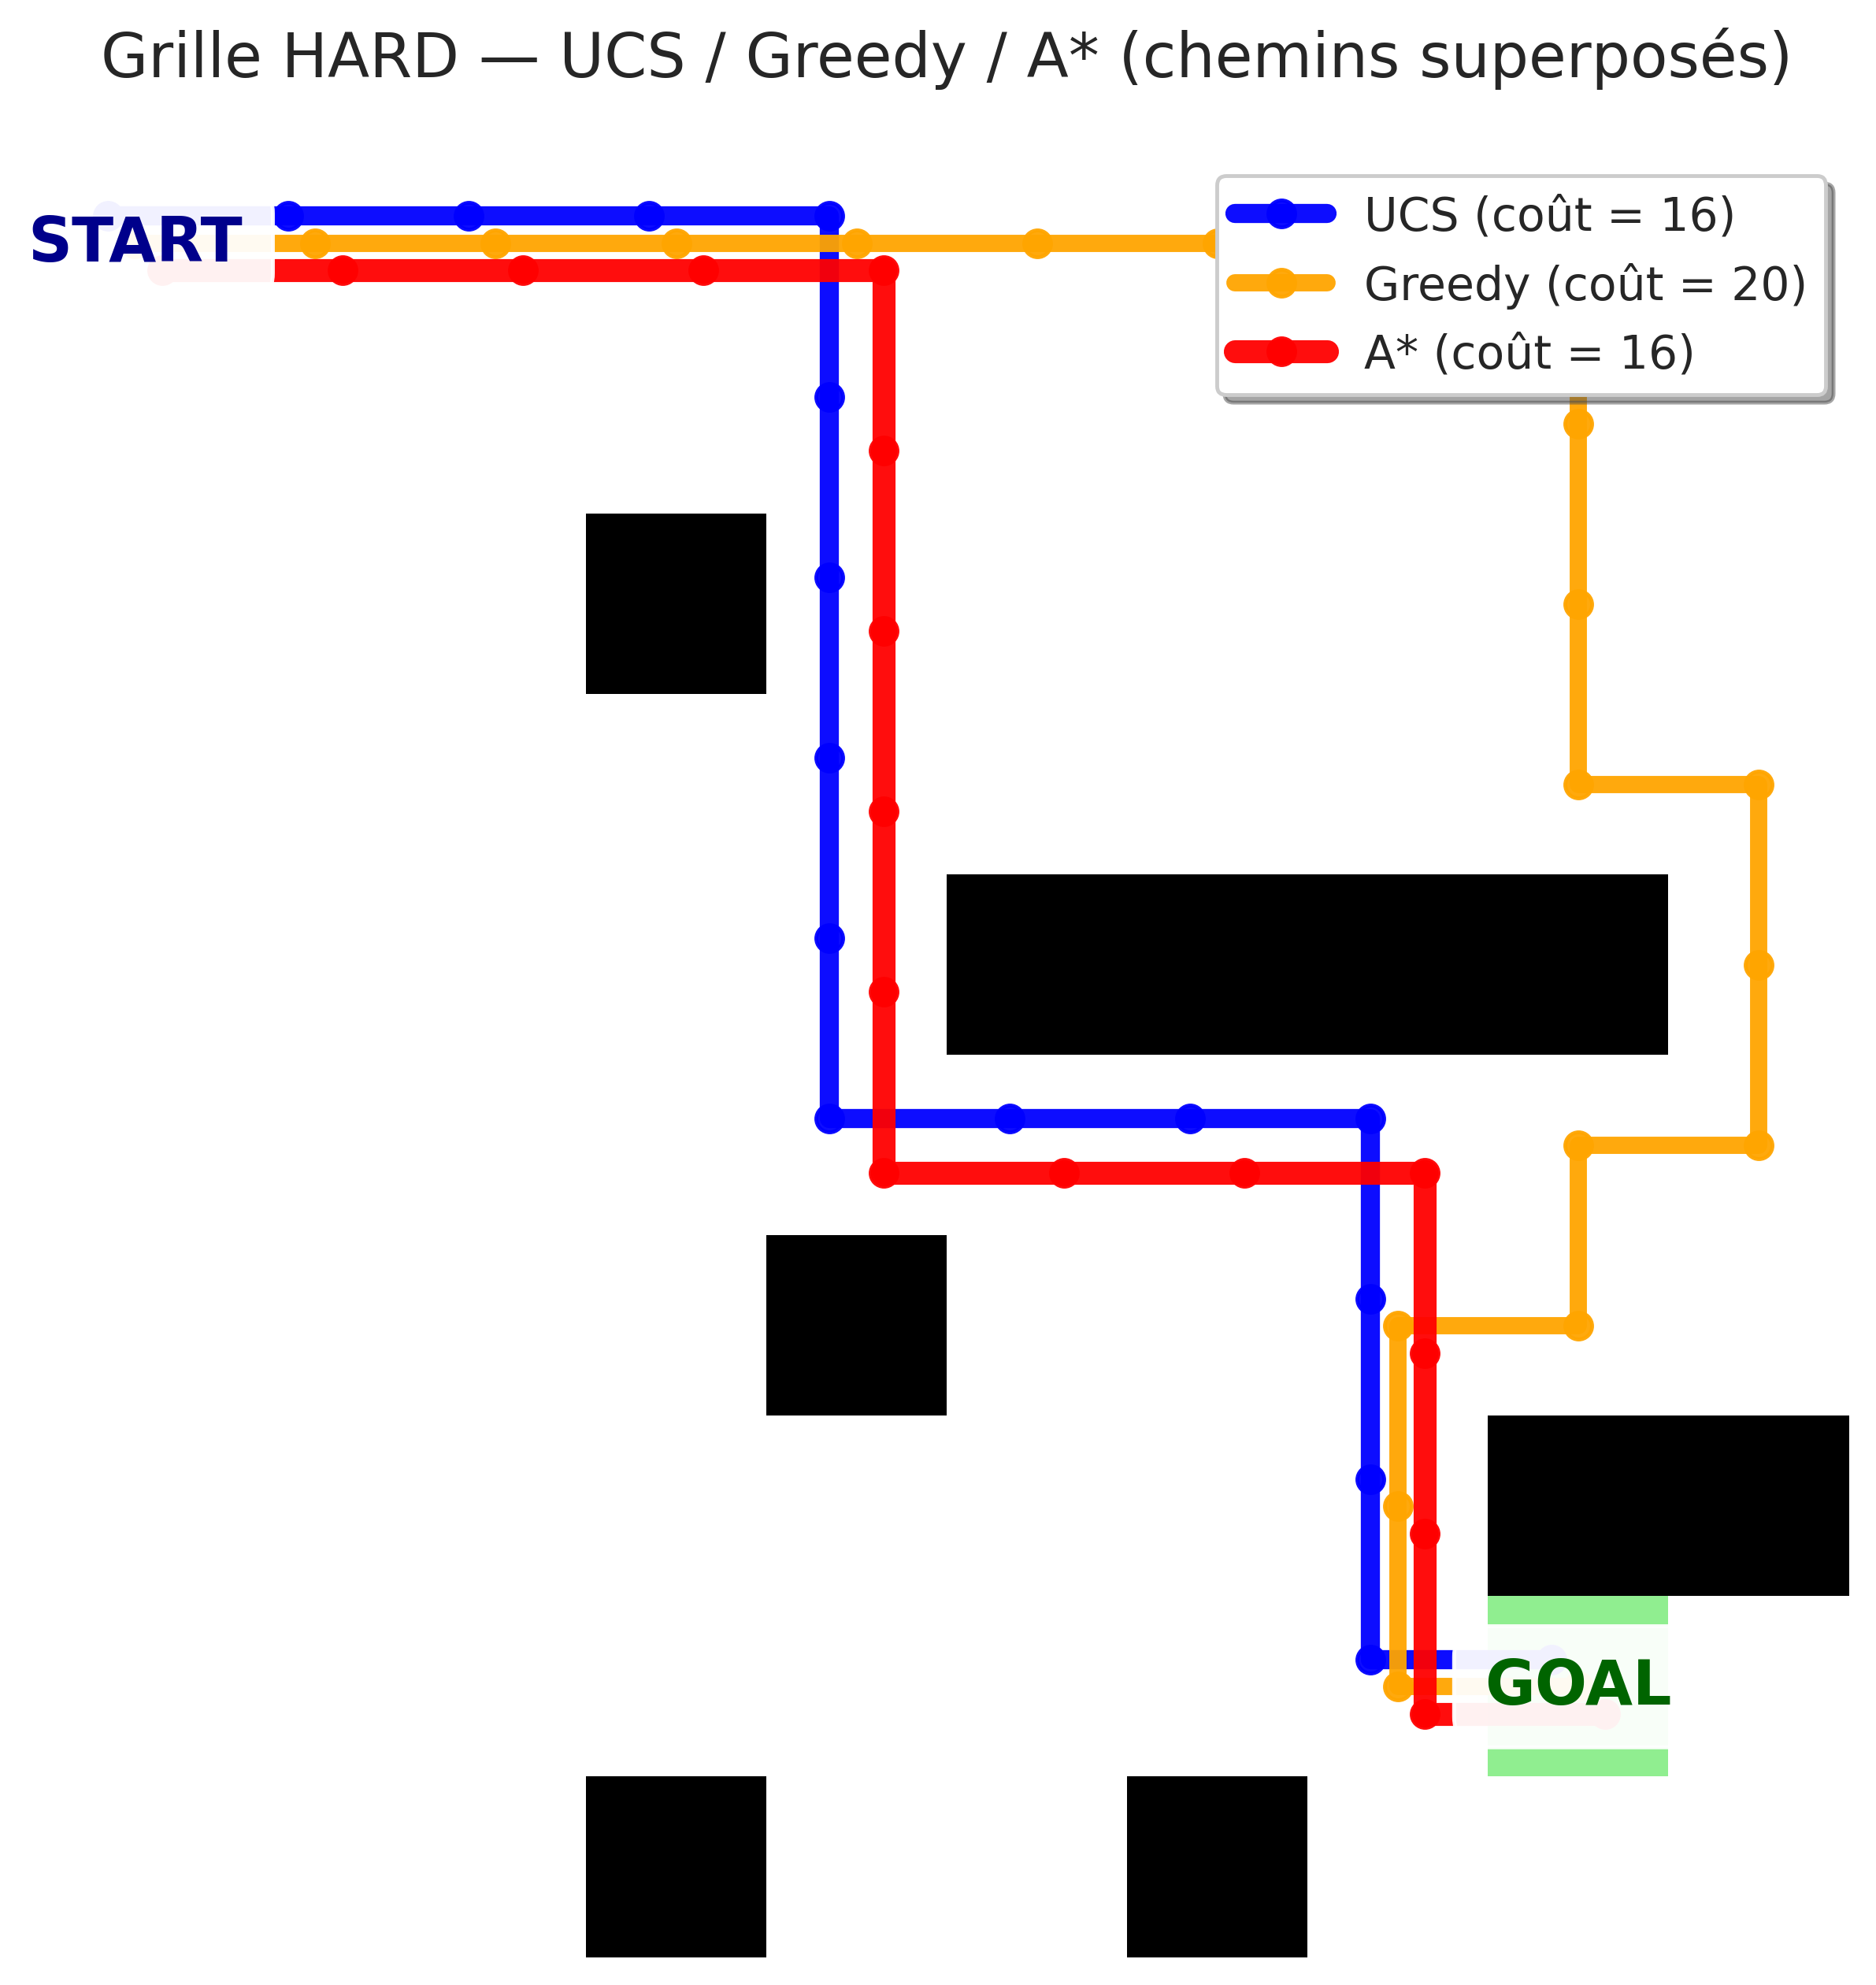 Grille HARD — UCS / Greedy / A* (chemins superposés)
START
UCS (coût = 16)
Greedy (coût = 20)
A* (coût = 16)
GOAL